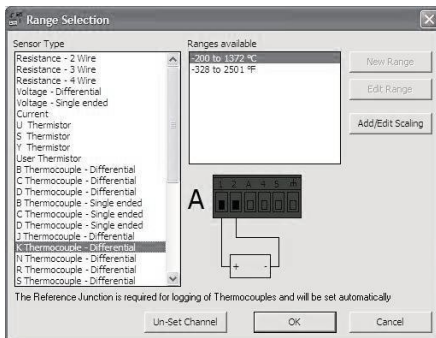 Range Selection
Sensor Type
Resistance - 2 Wire
Resistance - 3 Wire
Resistance - 4 Wire
Voltage - Differential
Voltage - Single ended
Current
U Thermistor
S Thermistor
Y Thermistor
User Thermistor
B Thermocouple - Differential
C Thermocouple - Differential
D Thermocouple - Differential
B Thermocouple - Single ended
C Thermocouple - Single ended
D Thermocouple - Single ended
J Thermocouple - Differential
K Thermocouple - Differential
N Thermocouple - Differential
R Thermocouple - Differential
S Thermocouple - Differential
Ranges available
-200 to 1372 ºC
-328 to 2501 ºF
New Range
Edit Range
Add/Edit Scaling
A
1 2 A 4 5
+ -
The Reference Junction is required for logging of Thermocouples and will be set automatically
Un-Set Channel
OK
Cancel